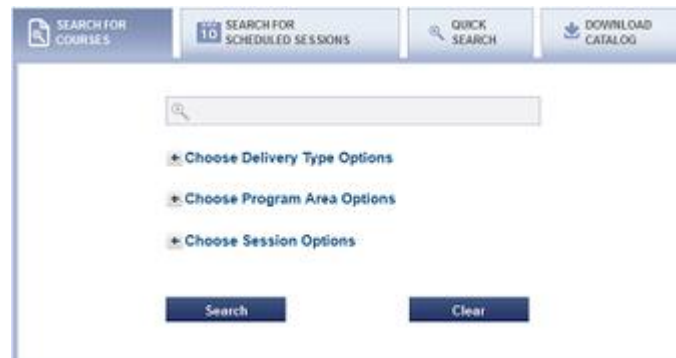 SEARCH FOR
COURSES
10
SEARCH FOR
SCHEDULED SESSIONS
QUICK
SEARCH
DOWNLOAD
CATALOG
Choose Delivery Type Options
Choose Program Area Options
Choose Session Options
Search
Clear